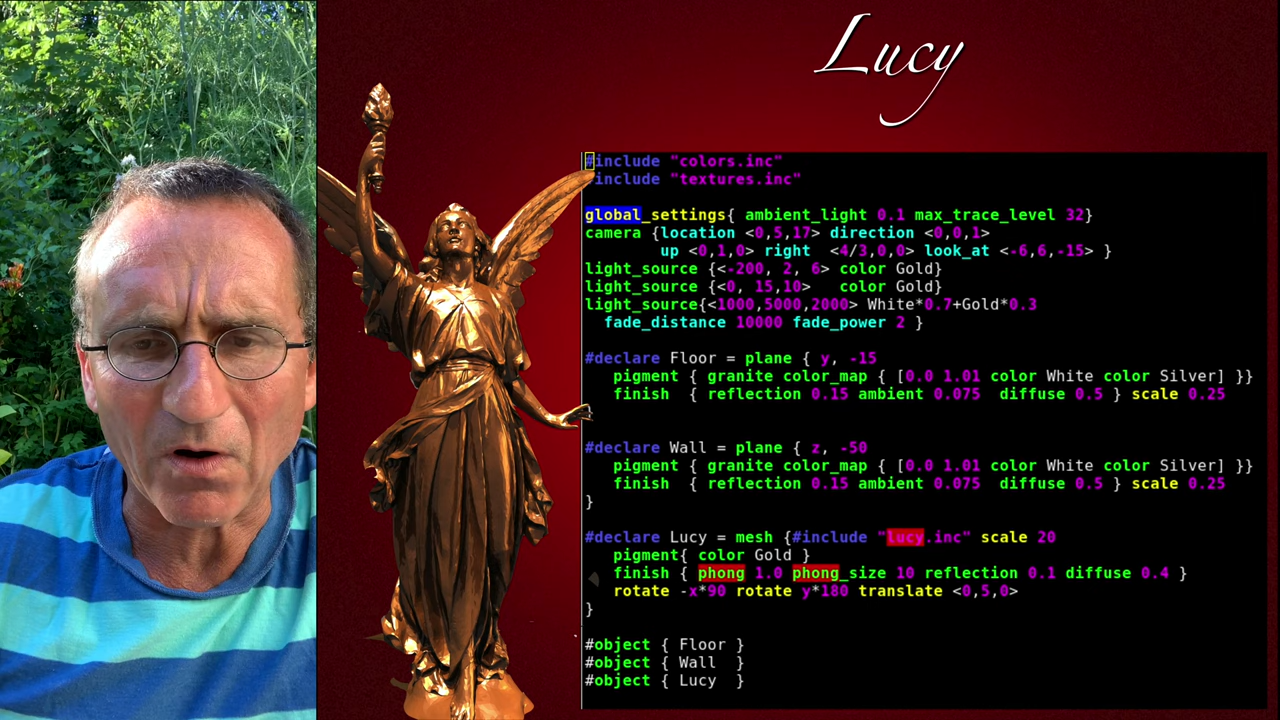 Lucy
#include "colors.inc"
#include "textures.inc"
global_settings{ ambient_light 0.1 max_trace_level 32}
camera {location <0,5,17> direction <0,0,1>
up <0,1,0> right <4/3,0,0> look_at <-6,6,-15> }
light_source {<-200, 2, 6> color Gold}
light_source {<0, 15,10> color Gold}
light_source{<1000,5000,2000> White*0.7+Gold*0.3
fade_distance 10000 fade_power 2 }
#declare Floor = plane { y, -15
pigment { granite color_map { [0.0 1.01 color White color Silver] }}
finish { reflection 0.15 ambient 0.075 diffuse 0.5 } scale 0.25
}
#declare Wall = plane { z, -50
pigment { granite color_map { [0.0 1.01 color White color Silver] }}
finish { reflection 0.15 ambient 0.075 diffuse 0.5 } scale 0.25
}
#declare Lucy = mesh {#include "lucy.inc" scale 20
pigment{ color Gold }
finish { phong 1.0 phong_size 10 reflection 0.1 diffuse 0.4 }
rotate -x*90 rotate y*180 translate <0,5,0>
}
#object { Floor }
#object { Wall }
#object { Lucy }